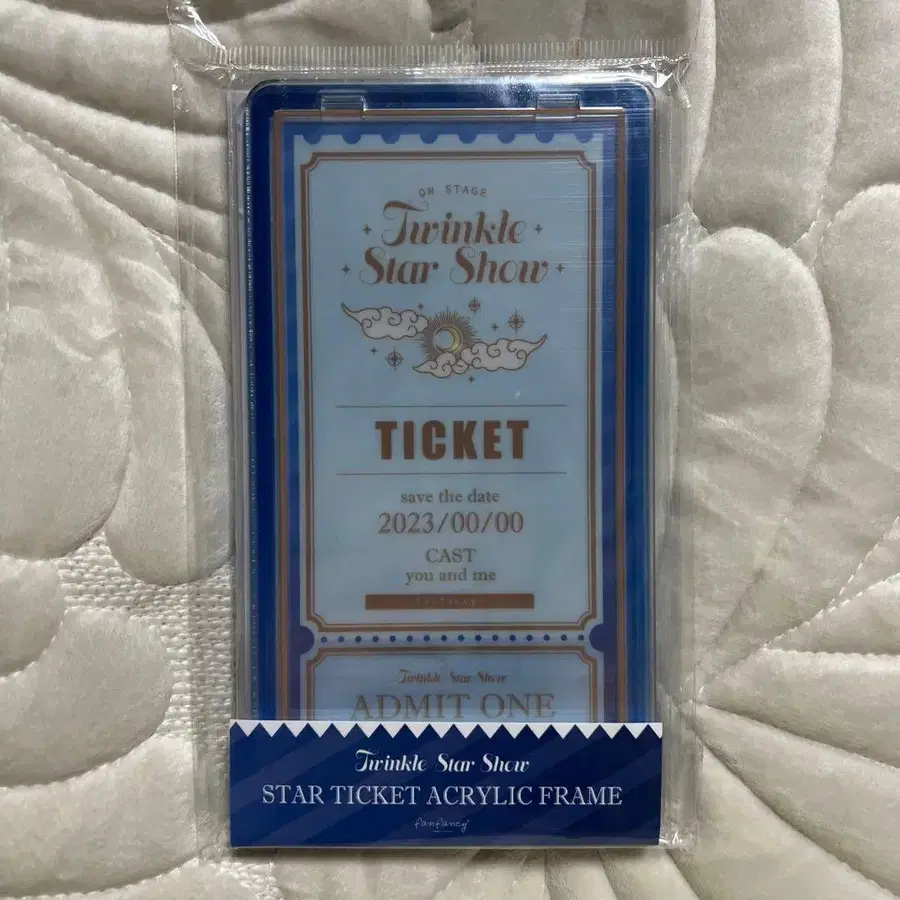 ON STAGE
Twinkle
Star Show
TICKET
save the date
2023/00/00
CAST
you and me
fanfancy
Twinkle Star Show
ADMIT ONE
Twinkle Star Show
STAR TICKET ACRYLIC FRAME
fanfancy